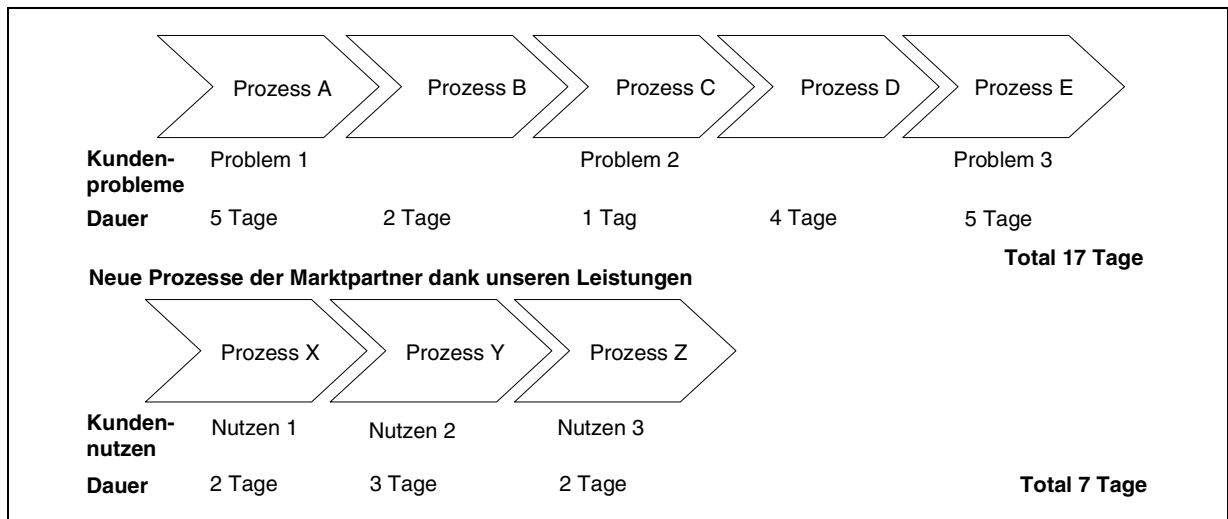 Prozess A Prozess B Prozess C Prozess D Prozess E
Kunden-
probleme
Problem 1 Problem 2 Problem 3
Dauer 5 Tage 2 Tage 1 Tag 4 Tage 5 Tage
Total 17 Tage
Neue Prozesse der Marktpartner dank unseren Leistungen
Prozess X Prozess Y Prozess Z
Kunden-
nutzen
Nutzen 1 Nutzen 2 Nutzen 3
Dauer 2 Tage 3 Tage 2 Tage Total 7 Tage